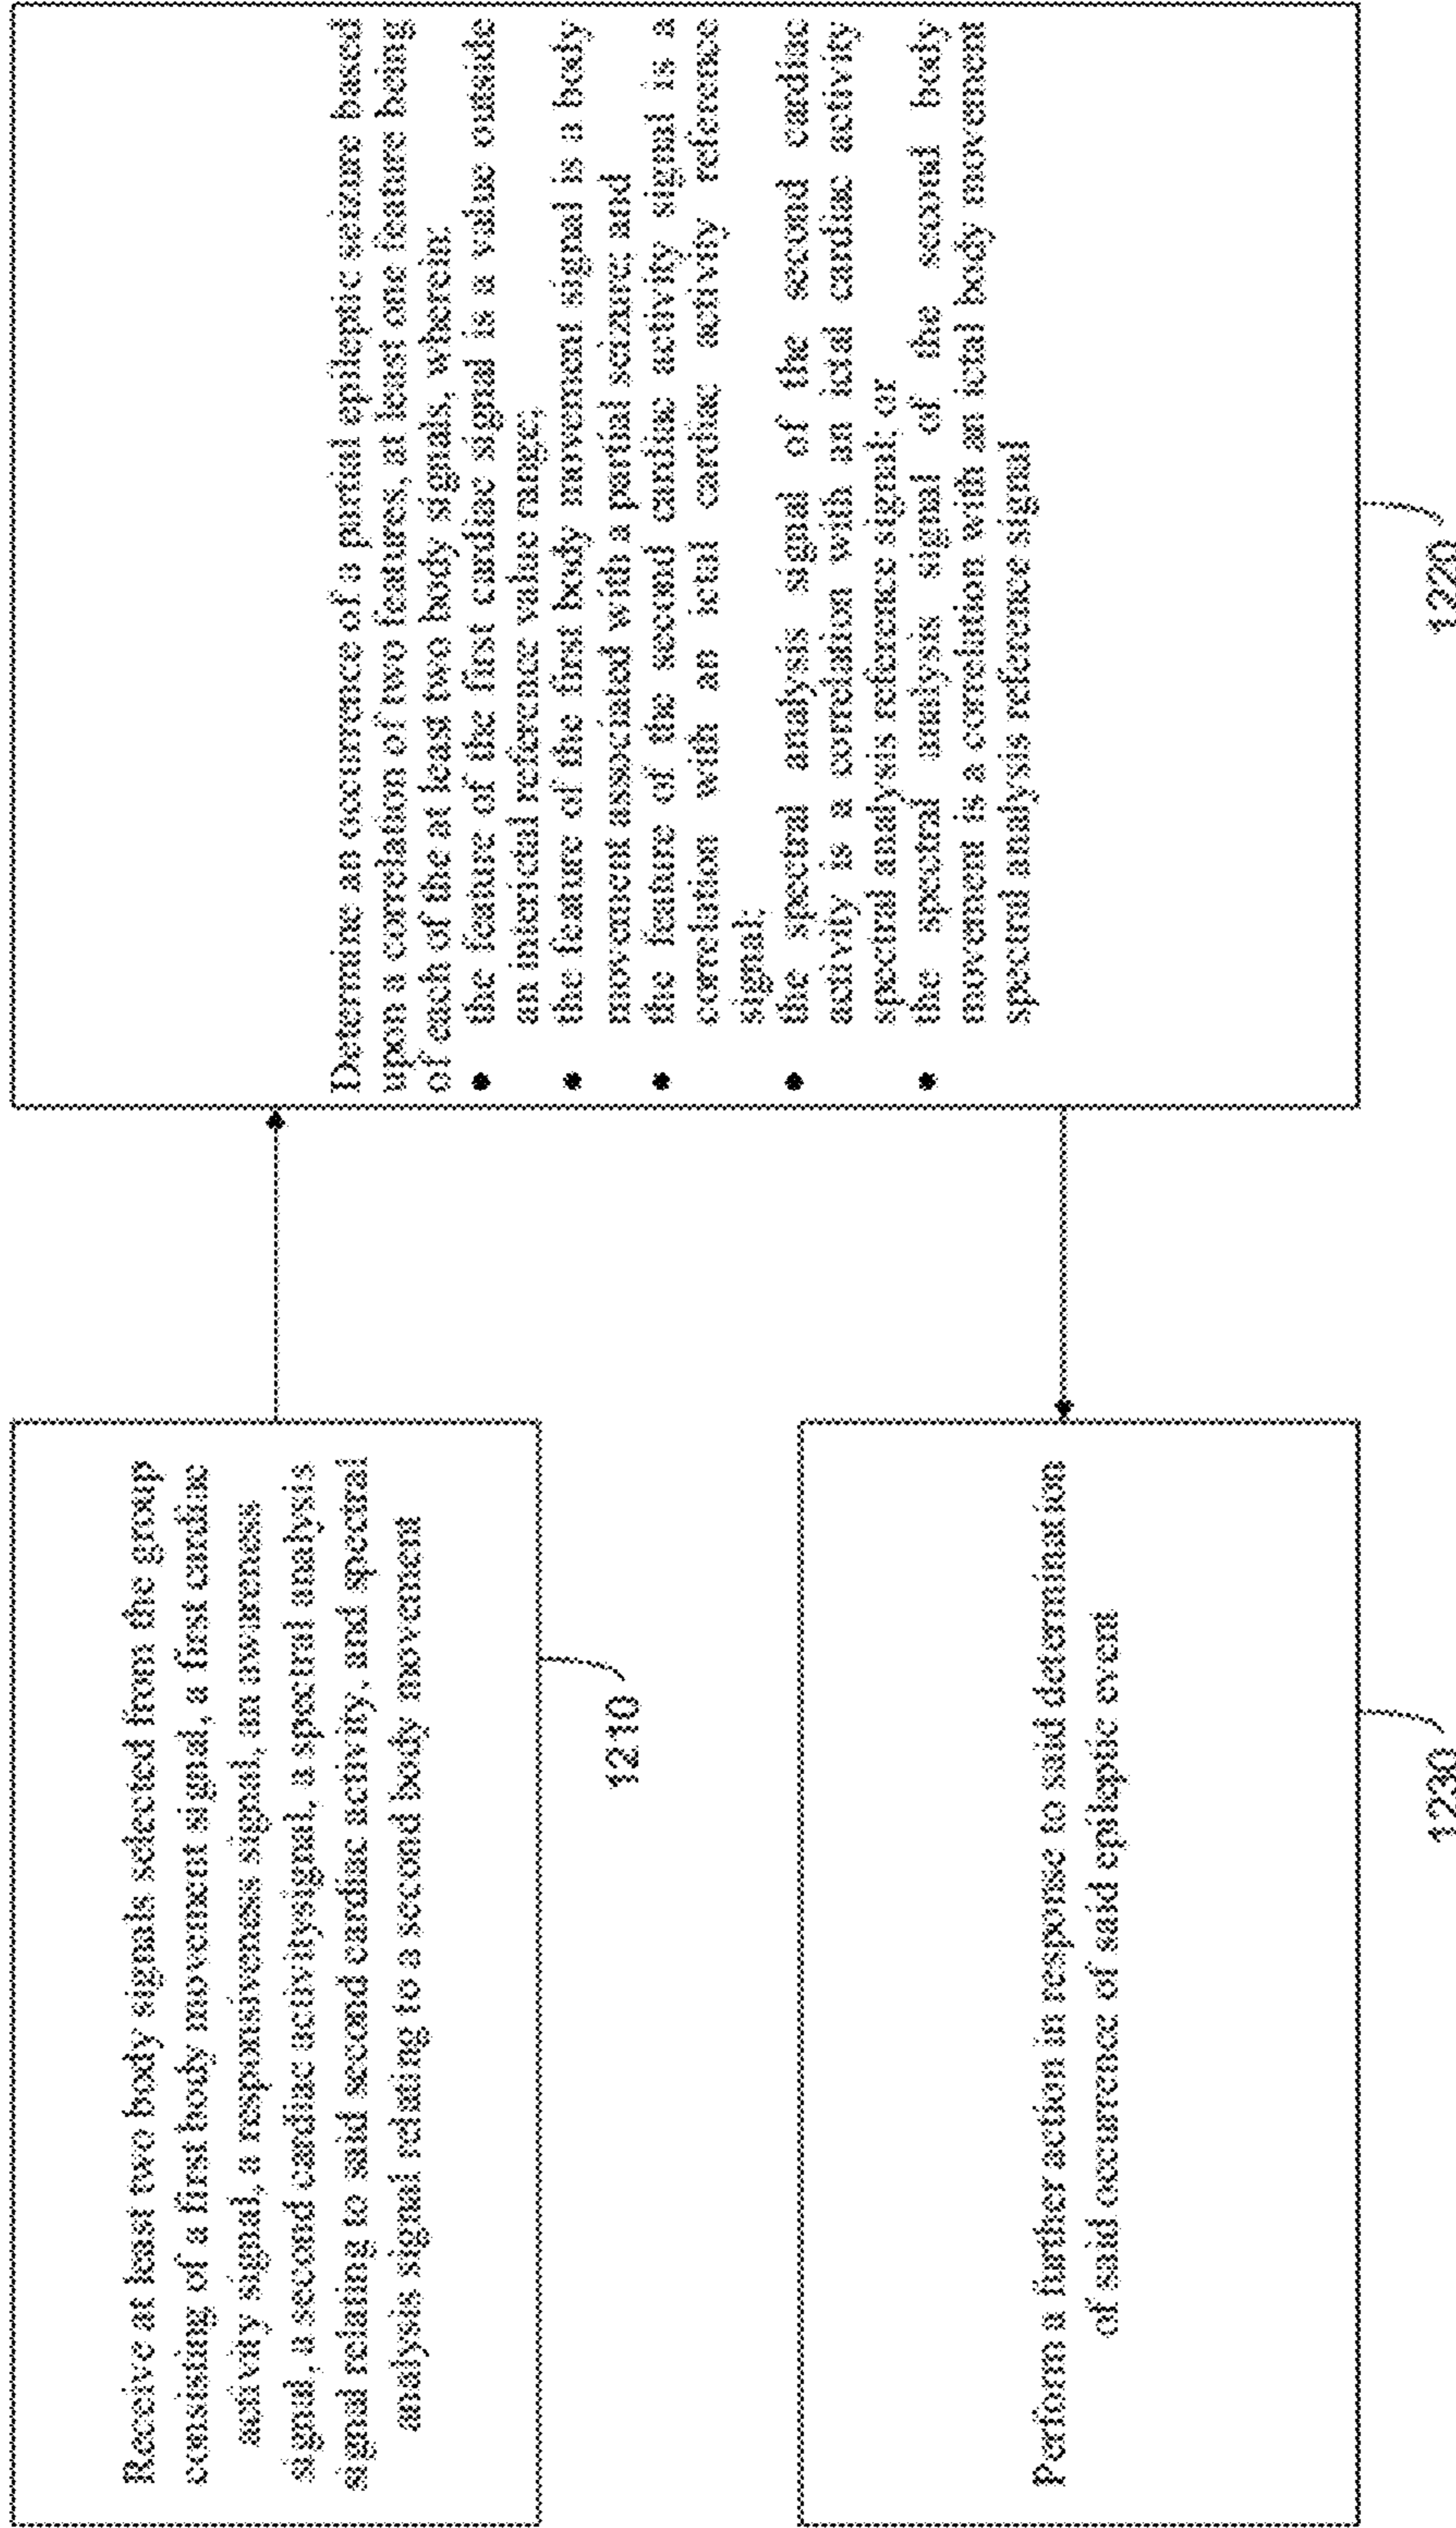 Receive at least two body signals selected from the group
consisting of a first body movement signal, a first cardiac
activity signal, a responsiveness signal, an awareness
signal, a second cardiac activitysignal, a spectral analysis
signal relating to said second cardiac activity, and spectral
analysis signal relating to a second body movement
1210
Determine an occurrence of a partial epileptic seizure based
upon a correlation of two features, at least one feature being
of each of the at least two body signals, wherein:
● the feature of the first cardiac signal is a value outside
an interictal reference value range;
● the feature of the first body movement signal is a body
movement associated with a partial seizure; and
● the feature of the second cardiac activity signal is a
correlation with an ictal cardiac activity reference
signal;
● the spectral analysis signal of the second cardiac
activity is a correlation with an ictal cardiac activity
spectral analysis reference signal; or
● the spectral analysis signal of the second body
movement is a correlation with an ictal body movement
spectral analysis reference signal
1220
Perform a further action in response to said determination
of said occurrence of said epileptic event
1230